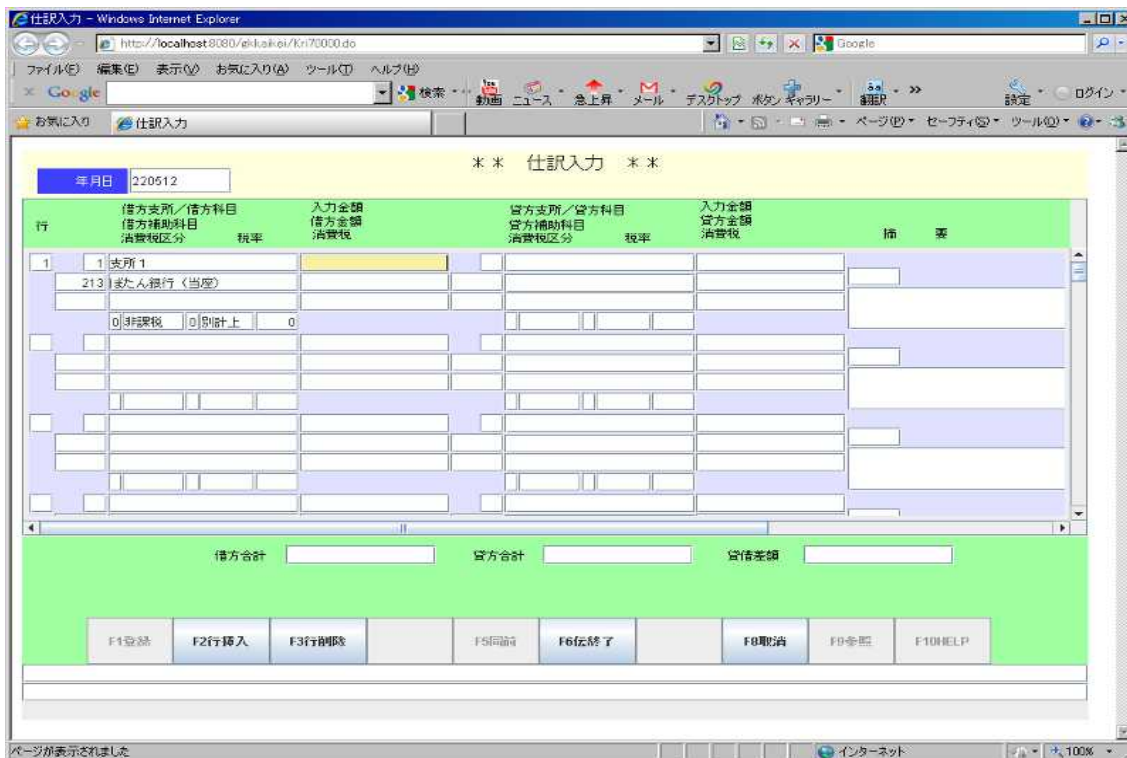 仕訳入力 - Windows Internet Explorer
http://localhost:8080/gkkaikei/Kri70000.do
Google
ファイル(F) 編集(E) 表示(V) お気に入り(A) ツール(T) ヘルプ(H)
× Google 検索 動画 ニュース 急上昇 メール デスクトップ ボタン ギャラリー 翻訳 » 設定 ログイン
お気に入り 仕訳入力 ページ(P) セーフティ(S) ツール(O)
** 仕訳入力 **
年月日 220512
行 借方支所/借方科目 入力金額 貸方支所/貸方科目 入力金額 摘 要
借方補助科目 借方金額 貸方補助科目 貸方金額
消費税区分 税率 消費税 消費税区分 税率 消費税
1 1 支所1
213 ぼたん銀行(当座)
0 非課税 0 別計上 0
借方合計 貸方合計 貸借差額
F1登録 F2行挿入 F3行削除 F5同前 F6伝終了 F8取消 F9参照 F10HELP
ページが表示されました インターネット 100%